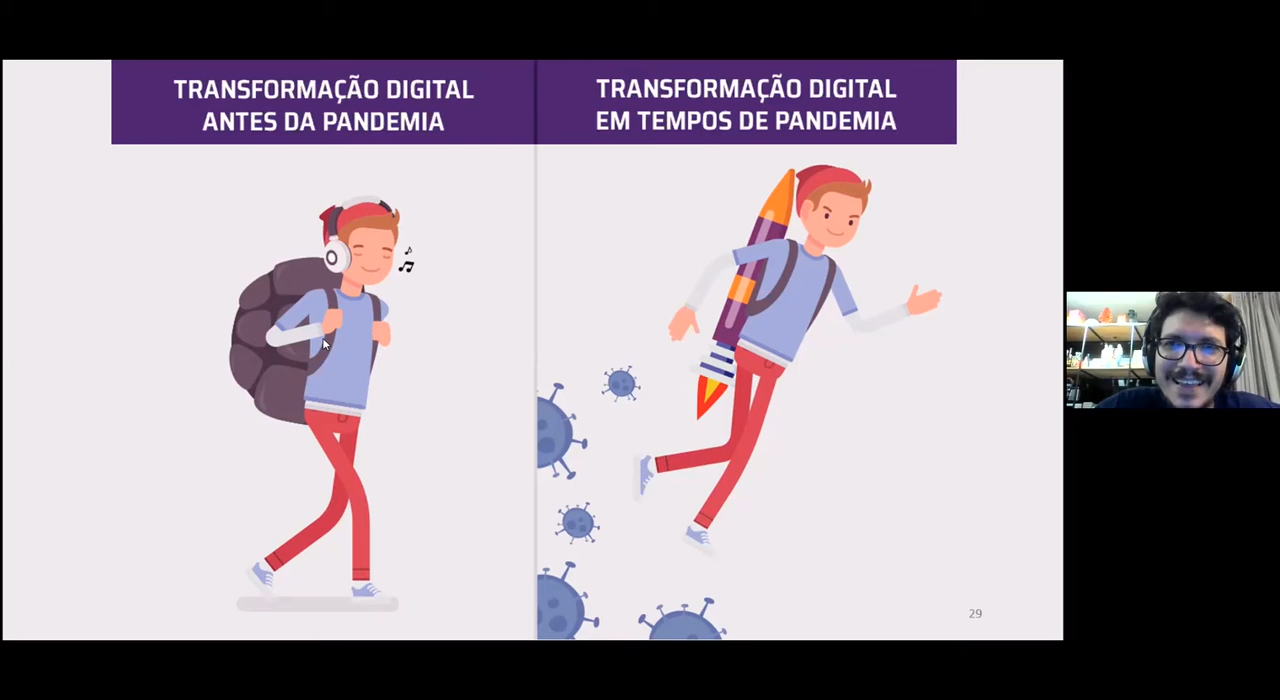 TRANSFORMAÇÃO DIGITAL
ANTES DA PANDEMIA
TRANSFORMAÇÃO DIGITAL
EM TEMPOS DE PANDEMIA
29